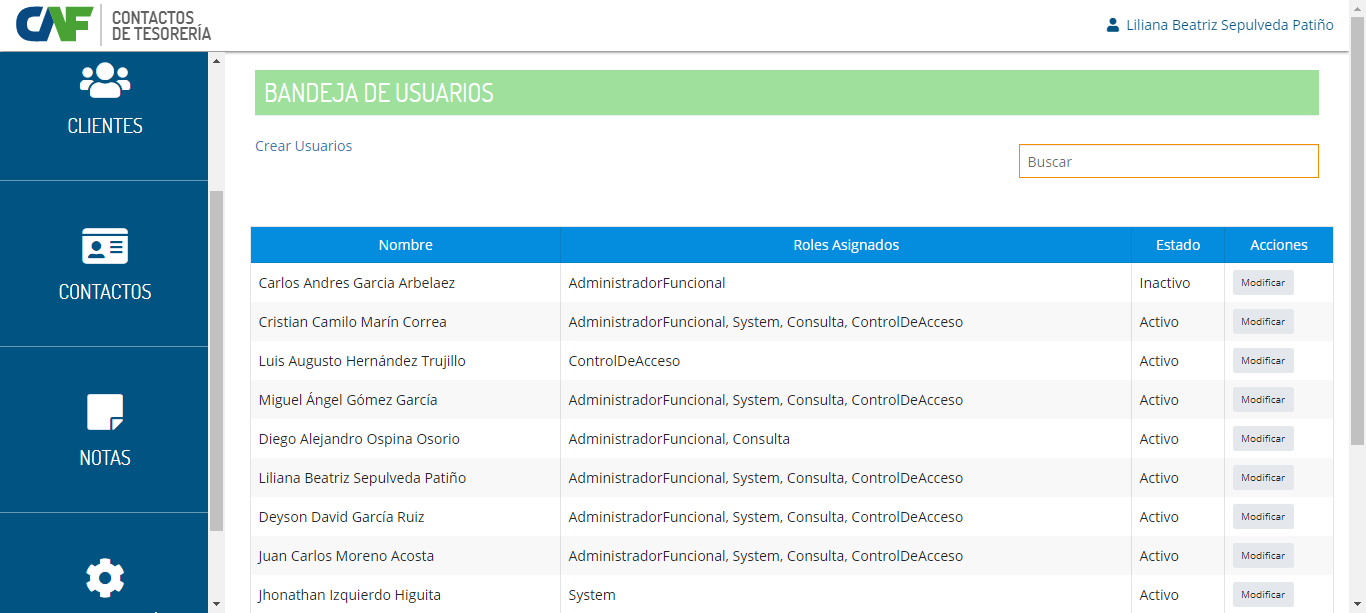 CAF CONTACTOS
DE TESORERÍA
Liliana Beatriz Sepulveda Patiño
CLIENTES
CONTACTOS
NOTAS
BANDEJA DE USUARIOS
Crear Usuarios
Buscar
Nombre Roles Asignados Estado Acciones
Carlos Andres Garcia Arbelaez AdministradorFuncional Inactivo Modificar
Cristian Camilo Marín Correa AdministradorFuncional, System, Consulta, ControlDeAcceso Activo Modificar
Luis Augusto Hernández Trujillo ControlDeAcceso Activo Modificar
Miguel Ángel Gómez García AdministradorFuncional, System, Consulta, ControlDeAcceso Activo Modificar
Diego Alejandro Ospina Osorio AdministradorFuncional, Consulta Activo Modificar
Liliana Beatriz Sepulveda Patiño AdministradorFuncional, System, Consulta, ControlDeAcceso Activo Modificar
Deyson David García Ruiz AdministradorFuncional, System, Consulta, ControlDeAcceso Activo Modificar
Juan Carlos Moreno Acosta AdministradorFuncional, System, Consulta, ControlDeAcceso Activo Modificar
Jhonathan Izquierdo Higuita System Activo Modificar